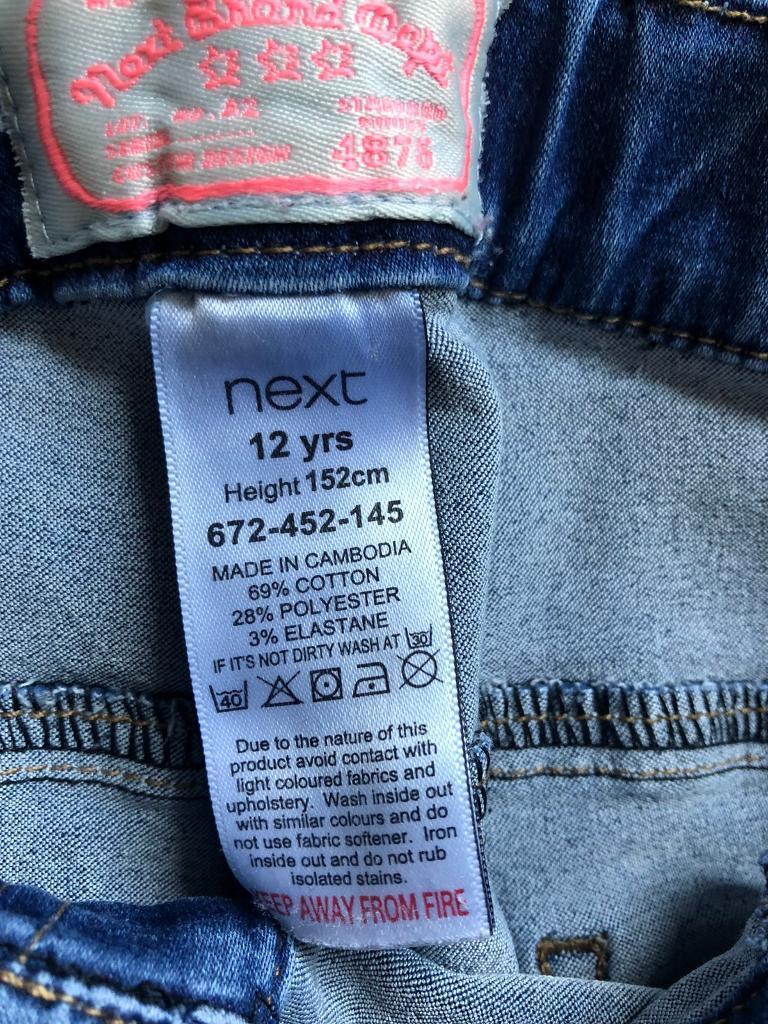 Next Brand Dept
4875
next
12 yrs
Height 152cm
672-452-145
MADE IN CAMBODIA
69% COTTON
28% POLYESTER
3% ELASTANE
IF IT'S NOT DIRTY WASH AT 30
40
Due to the nature of this
product avoid contact with
light coloured fabrics and
upholstery. Wash inside out
with similar colours and do
not use fabric softener. Iron
inside out and do not rub
isolated stains.
KEEP AWAY FROM FIRE